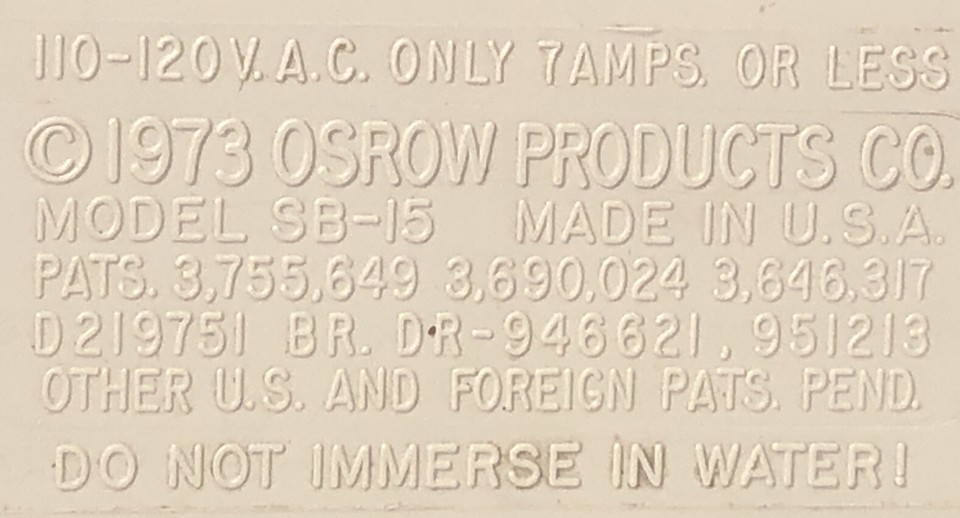 110-120V. A.C. ONLY 7AMPS. OR LESS
© 1973 OSROW PRODUCTS CO.
MODEL SB-15 MADE IN U.S.A.
PATS. 3,755,649 3,690,024 3,646,317
D219751 BR. DR-946621, 951213
OTHER U.S. AND FOREIGN PATS. PEND.
DO NOT IMMERSE IN WATER!